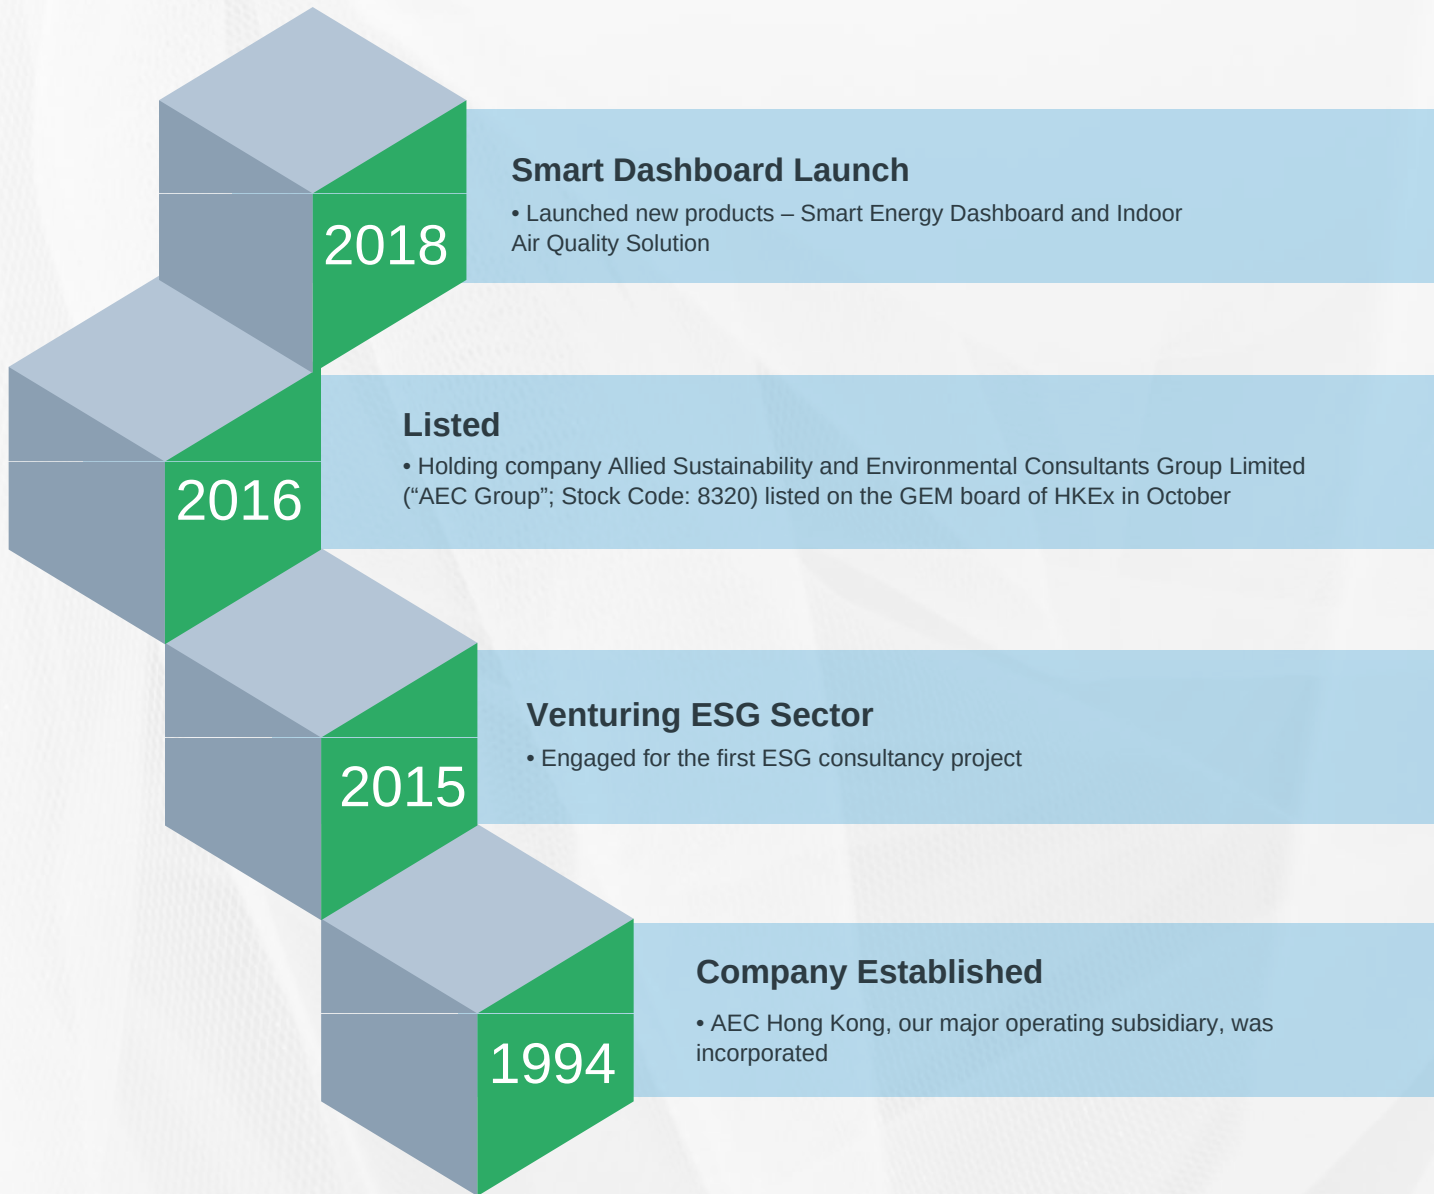 Smart Dashboard Launch
• Launched new products – Smart Energy Dashboard and Indoor
Air Quality Solution
2018
Listed
• Holding company Allied Sustainability and Environmental Consultants Group Limited
(“AEC Group”; Stock Code: 8320) listed on the GEM board of HKEx in October
2016
Venturing ESG Sector
• Engaged for the first ESG consultancy project
2015
Company Established
• AEC Hong Kong, our major operating subsidiary, was
incorporated
1994